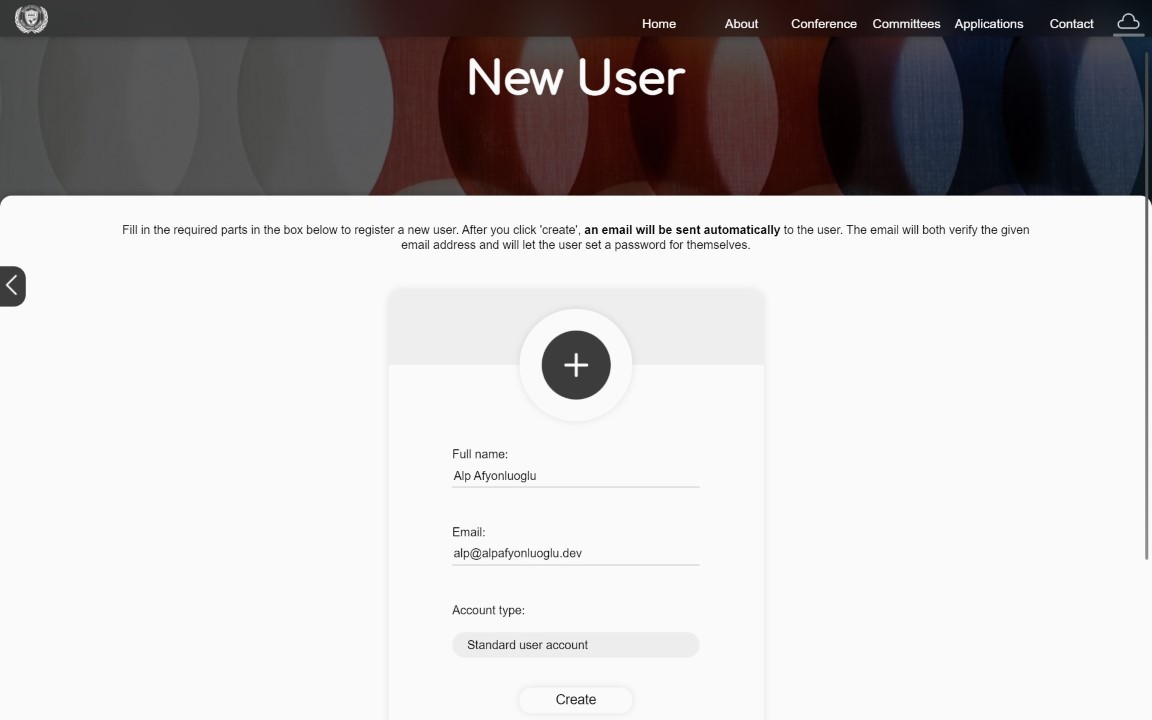 Home About Conference Committees Applications Contact
New User
Fill in the required parts in the box below to register a new user. After you click 'create', an email will be sent automatically to the user. The email will both verify the given
email address and will let the user set a password for themselves.
Full name:
Alp Afyonluoglu
Email:
alp@alpafyonluoglu.dev
Account type:
Standard user account
Create